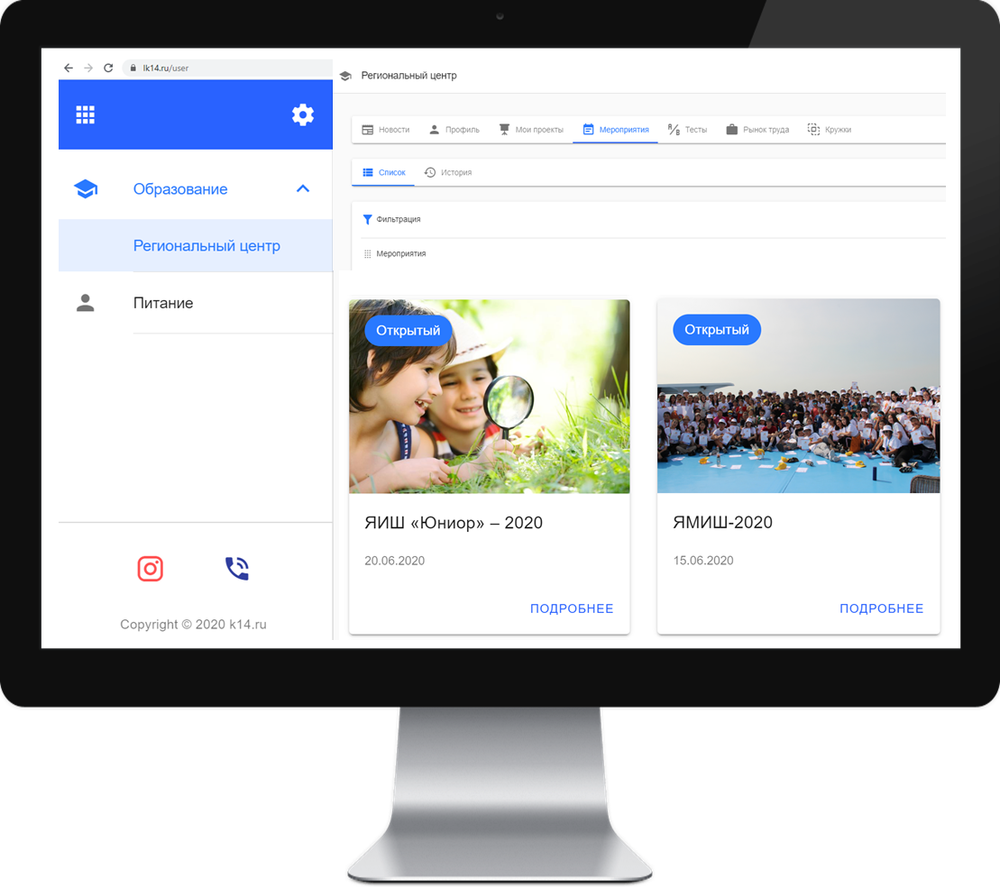 lk14.ru/user
Региональный центр
Новости Профиль Мои проекты Мероприятия Тесты Рынок труда Кружки
Список История
Фильтрация
Мероприятия
Образование
Региональный центр
Питание
Copyright © 2020 k14.ru
Открытый
ЯИШ «Юниор» – 2020
20.06.2020
ПОДРОБНЕЕ
Открытый
ЯМИШ-2020
15.06.2020
ПОДРОБНЕЕ